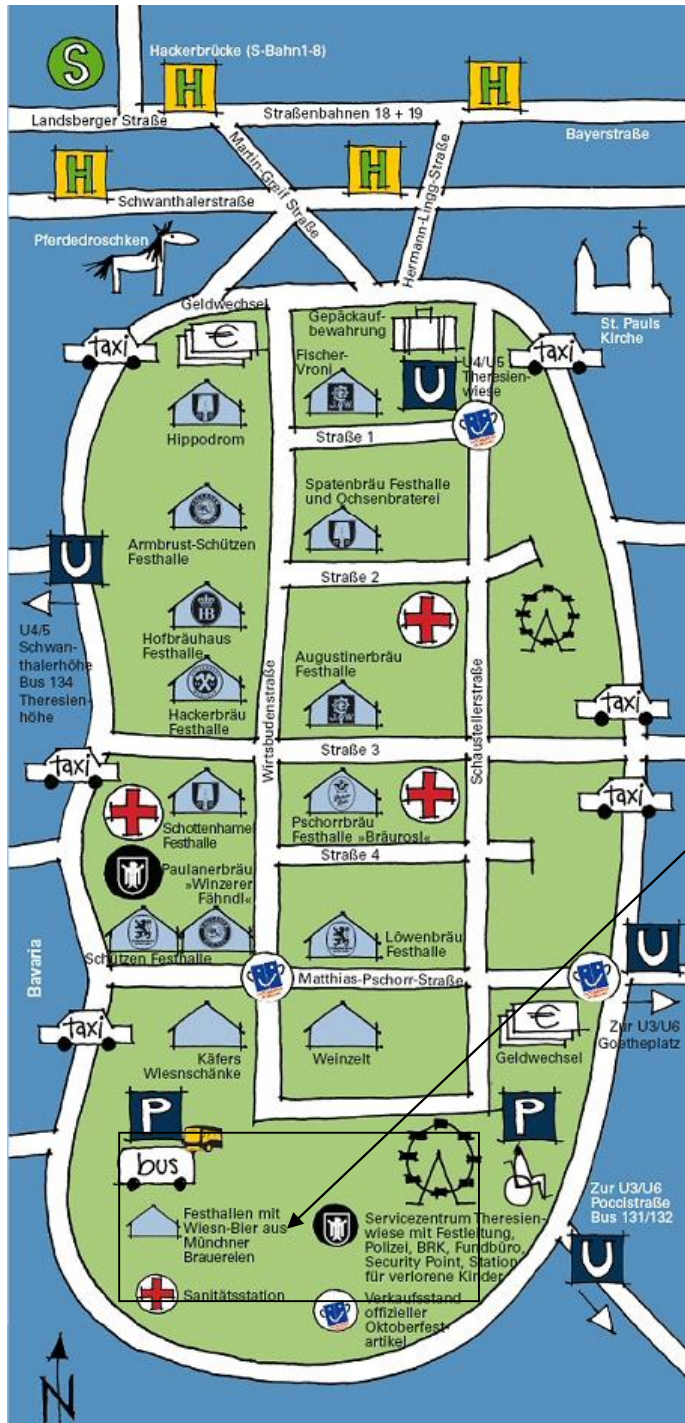 S
Hackerbrücke (S-Bahn1-8)
H
H
Landsberger Straße
Straßenbahnen 18 + 19
Bayerstraße
Martin-Greif Straße
Hermann-Lingg-Straße
H
H
Schwanthalerstraße
Pferdedroschken
St. Pauls
Kirche
Geldwechsel
€
Gepäckauf-
bewahrung
taxi
taxi
Fischer-
Vroni
U
U4/U5
Theresien-
wiese
Hippodrom
Straße 1
Spatenbräu Festhalle
und Ochsenbraterei
Armbrust-Schützen
Festhalle
U
Straße 2
U4/5
Schwan-
thalerhöhe
Bus 134
Theresien-
höhe
HB
Hofbräuhaus
Festhalle
Augustinerbräu
Festhalle
Hackerbräu
Festhalle
Wirtsbudenstraße
Schaustellerstraße
taxi
Straße 3
taxi
taxi
Schottenhamel
Festhalle
Pschorrbräu
Festhalle »Bräurosl«
Straße 4
Paulanerbräu
»Winzerer
Fähndl«
Schützen Festhalle
Löwenbräu
Festhalle
Bavaria
U
Matthias-Pschorr-Straße
Zur U3/U6
Goetheplatz
taxi
Käfers
Wiesnschänke
Weinzelt
€
Geldwechsel
P
P
bus
Festhallen mit
Wiesn-Bier aus
Münchner
Brauereien
Servicezentrum Theresien-
wiese mit Festleitung,
Polizei, BRK, Fundbüro,
Security Point, Station
für verlorene Kinder
Sanitätsstation
Verkaufsstand
offizieller
Oktoberfest-
artikel
Zur U3/U6
Poccistraße
Bus 131/132
U
N